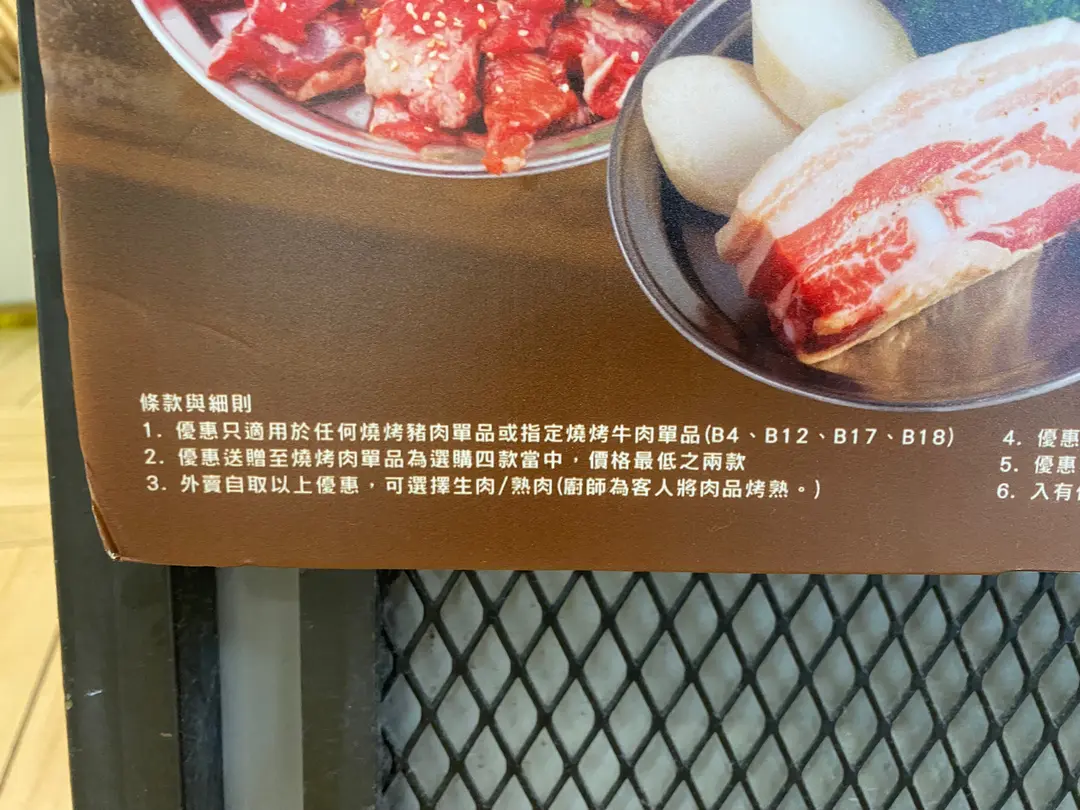 條款與細則
1. 優惠只適用於任何燒烤豬肉單品或指定燒烤牛肉單品(B4、B12、B17、B18)
2. 優惠送贈至燒烤肉單品為選購四款當中，價格最低之兩款
3. 外賣自取以上優惠，可選擇生肉/熟肉(廚師為客人將肉品烤熟。)
4. 優惠
5. 優惠
6. 入有